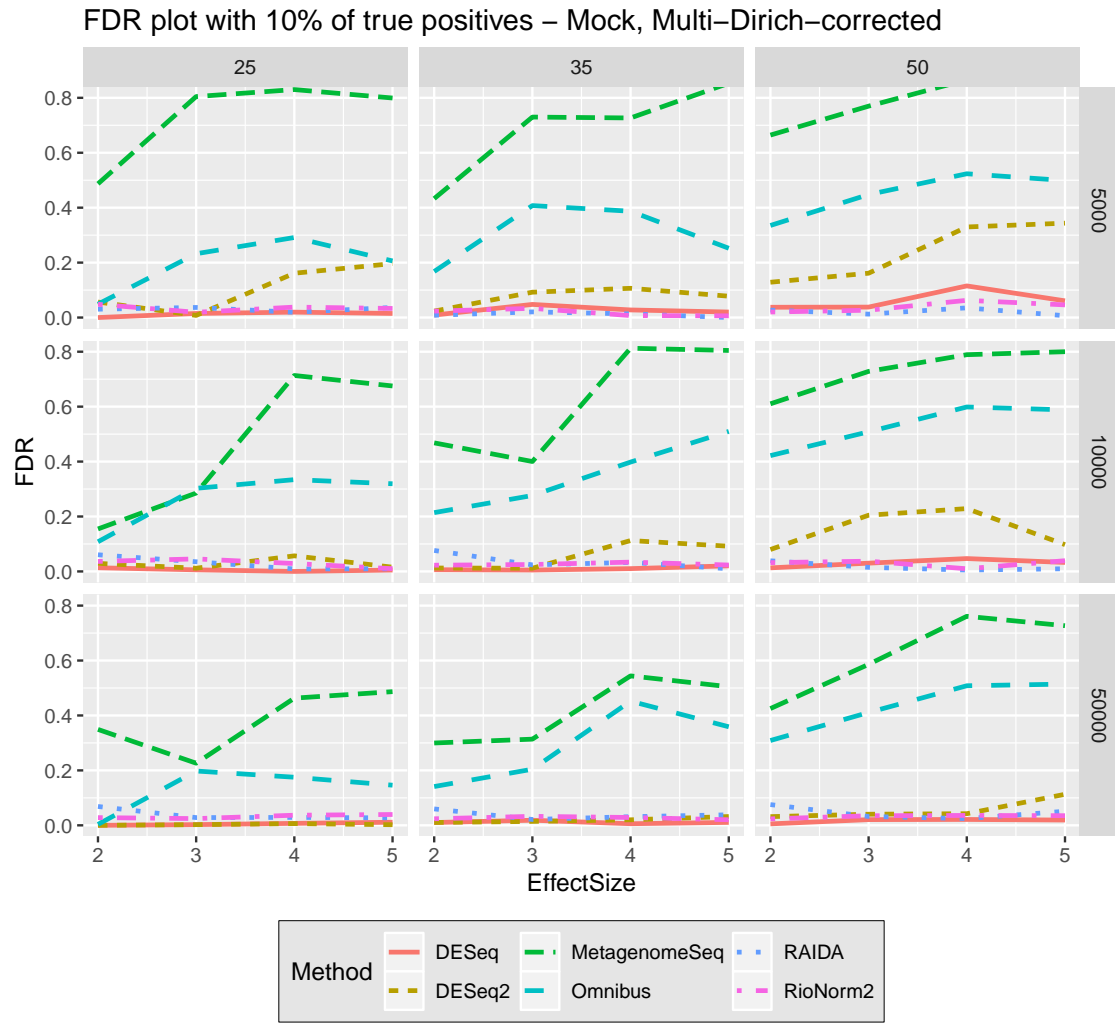 FDR plot with 10% of true positives − Mock, Multi−Dirich−corrected
25 35 50
0.8
0.6
0.4
0.2
0.0
5000
0.8
0.6
0.4
0.2
0.0
10000
FDR
0.8
0.6
0.4
0.2
0.0
50000
2 3 4 5 2 3 4 5 2 3 4 5
EffectSize
Method
DESeq MetagenomeSeq RAIDA
DESeq2 Omnibus RioNorm2